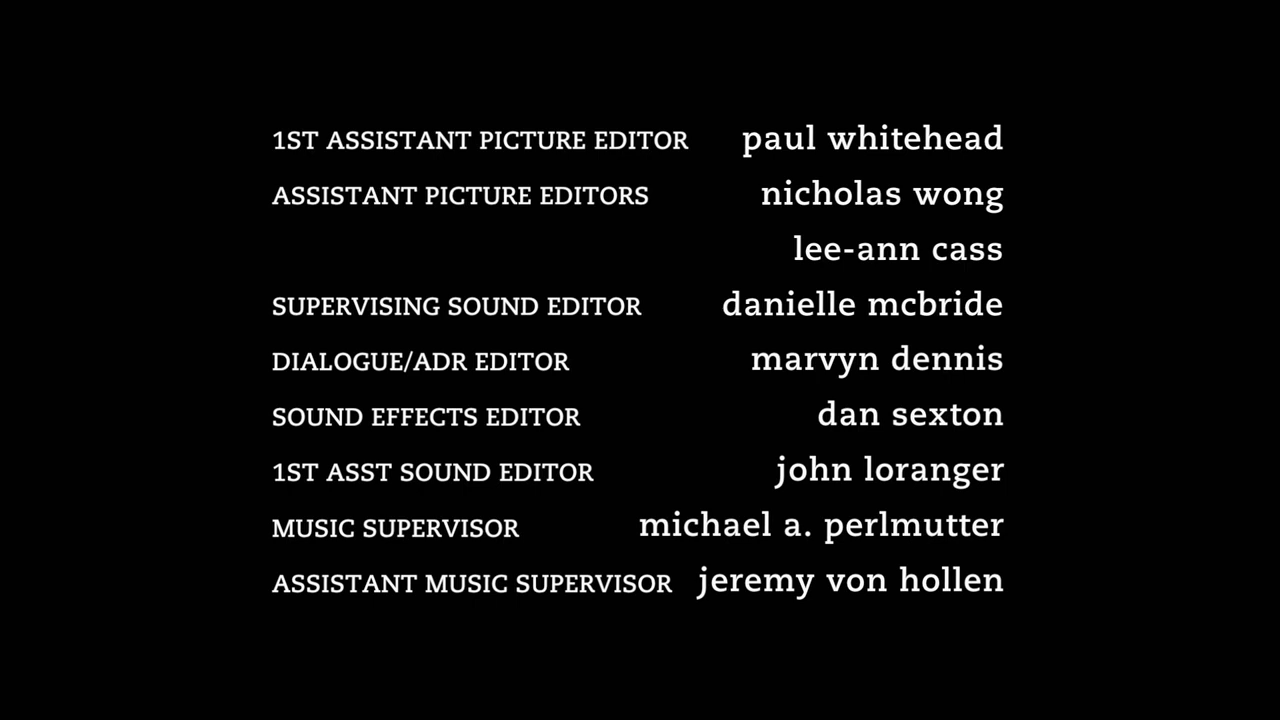 1ST ASSISTANT PICTURE EDITOR paul whitehead
ASSISTANT PICTURE EDITORS nicholas wong
lee-ann cass
SUPERVISING SOUND EDITOR danielle mcbride
DIALOGUE/ADR EDITOR marvyn dennis
SOUND EFFECTS EDITOR dan sexton
1ST ASST SOUND EDITOR john loranger
MUSIC SUPERVISOR michael a. perlmutter
ASSISTANT MUSIC SUPERVISOR jeremy von hollen